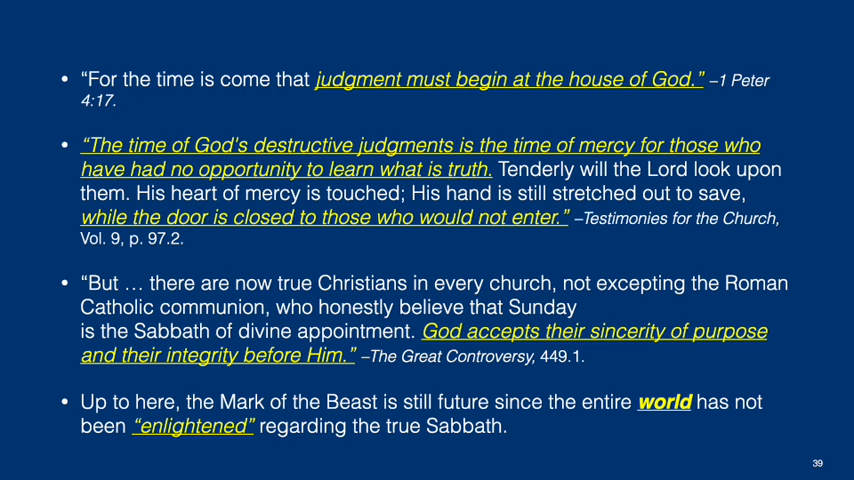 • “For the time is come that judgment must begin at the house of God.” –1 Peter
4:17.
• “The time of God’s destructive judgments is the time of mercy for those who
have had no opportunity to learn what is truth. Tenderly will the Lord look upon
them. His heart of mercy is touched; His hand is still stretched out to save,
while the door is closed to those who would not enter.” –Testimonies for the Church,
Vol. 9, p. 97.2.
• “But … there are now true Christians in every church, not excepting the Roman
Catholic communion, who honestly believe that Sunday
is the Sabbath of divine appointment. God accepts their sincerity of purpose
and their integrity before Him.” –The Great Controversy, 449.1.
• Up to here, the Mark of the Beast is still future since the entire world has not
been “enlightened” regarding the true Sabbath.
39